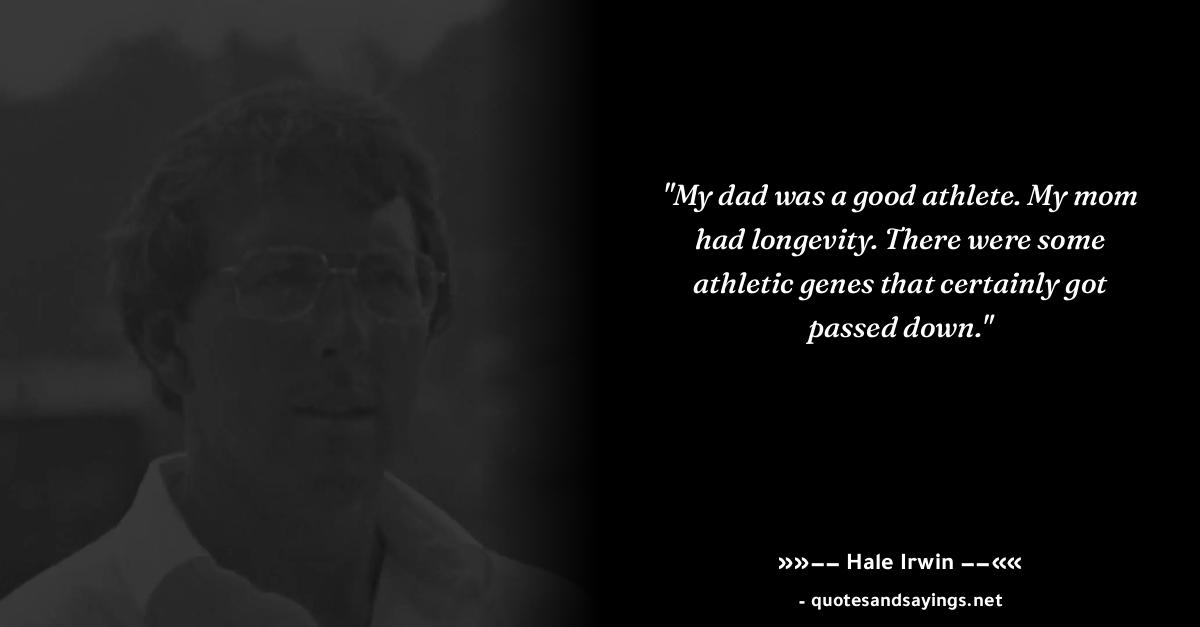 "My dad was a good athlete. My mom
had longevity. There were some
athletic genes that certainly got
passed down."
»»−− Hale Irwin −−««
- quotesandsayings.net